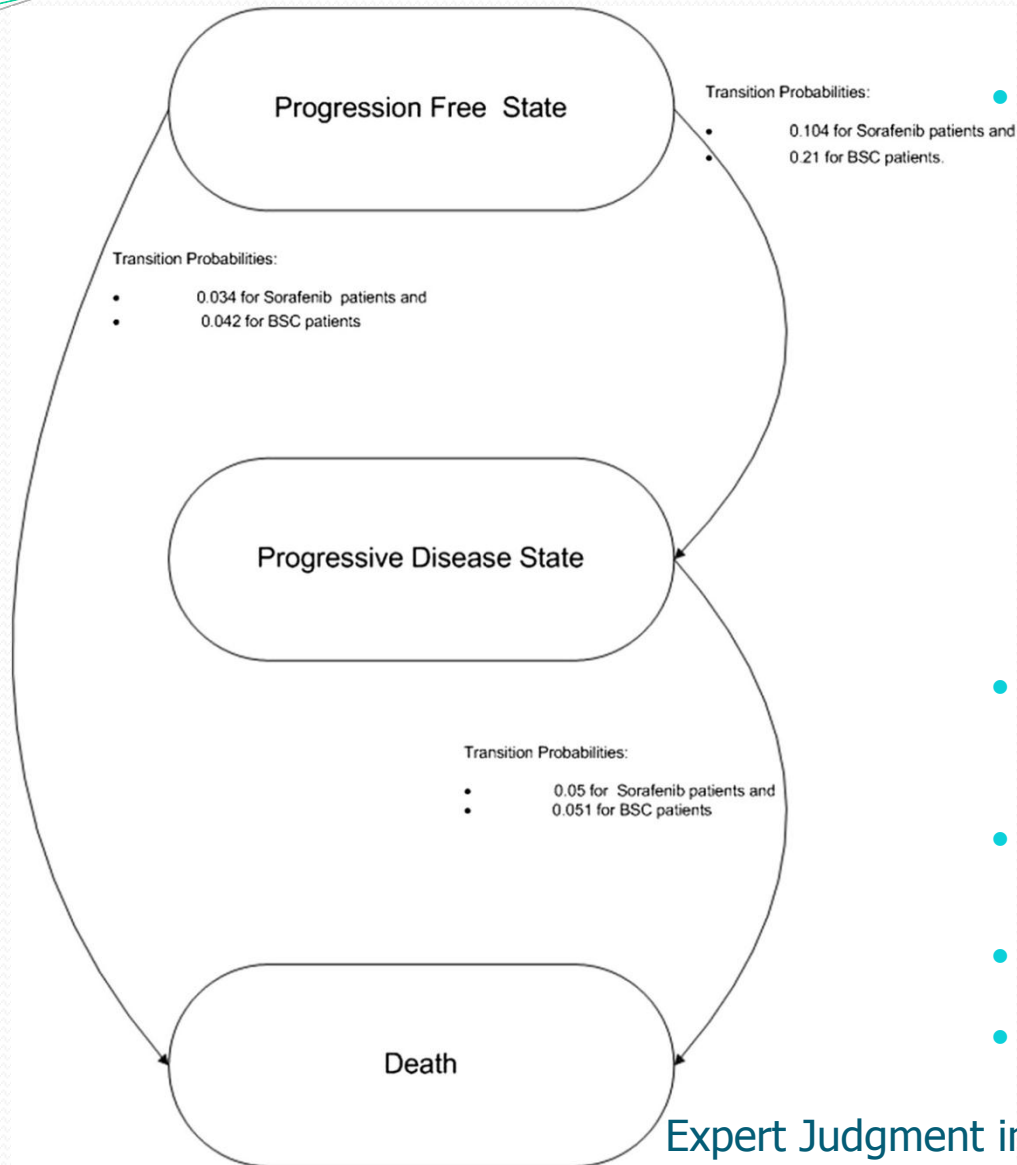 Progression Free State
Transition Probabilities:
• 0.104 for Sorafenib patients and
• 0.21 for BSC patients.
Transition Probabilities:
• 0.034 for Sorafenib patients and
• 0.042 for BSC patients
Progressive Disease State
Transition Probabilities:
• 0.05 for Sorafenib patients and
• 0.051 for BSC patients
Death
Expert Judgment in